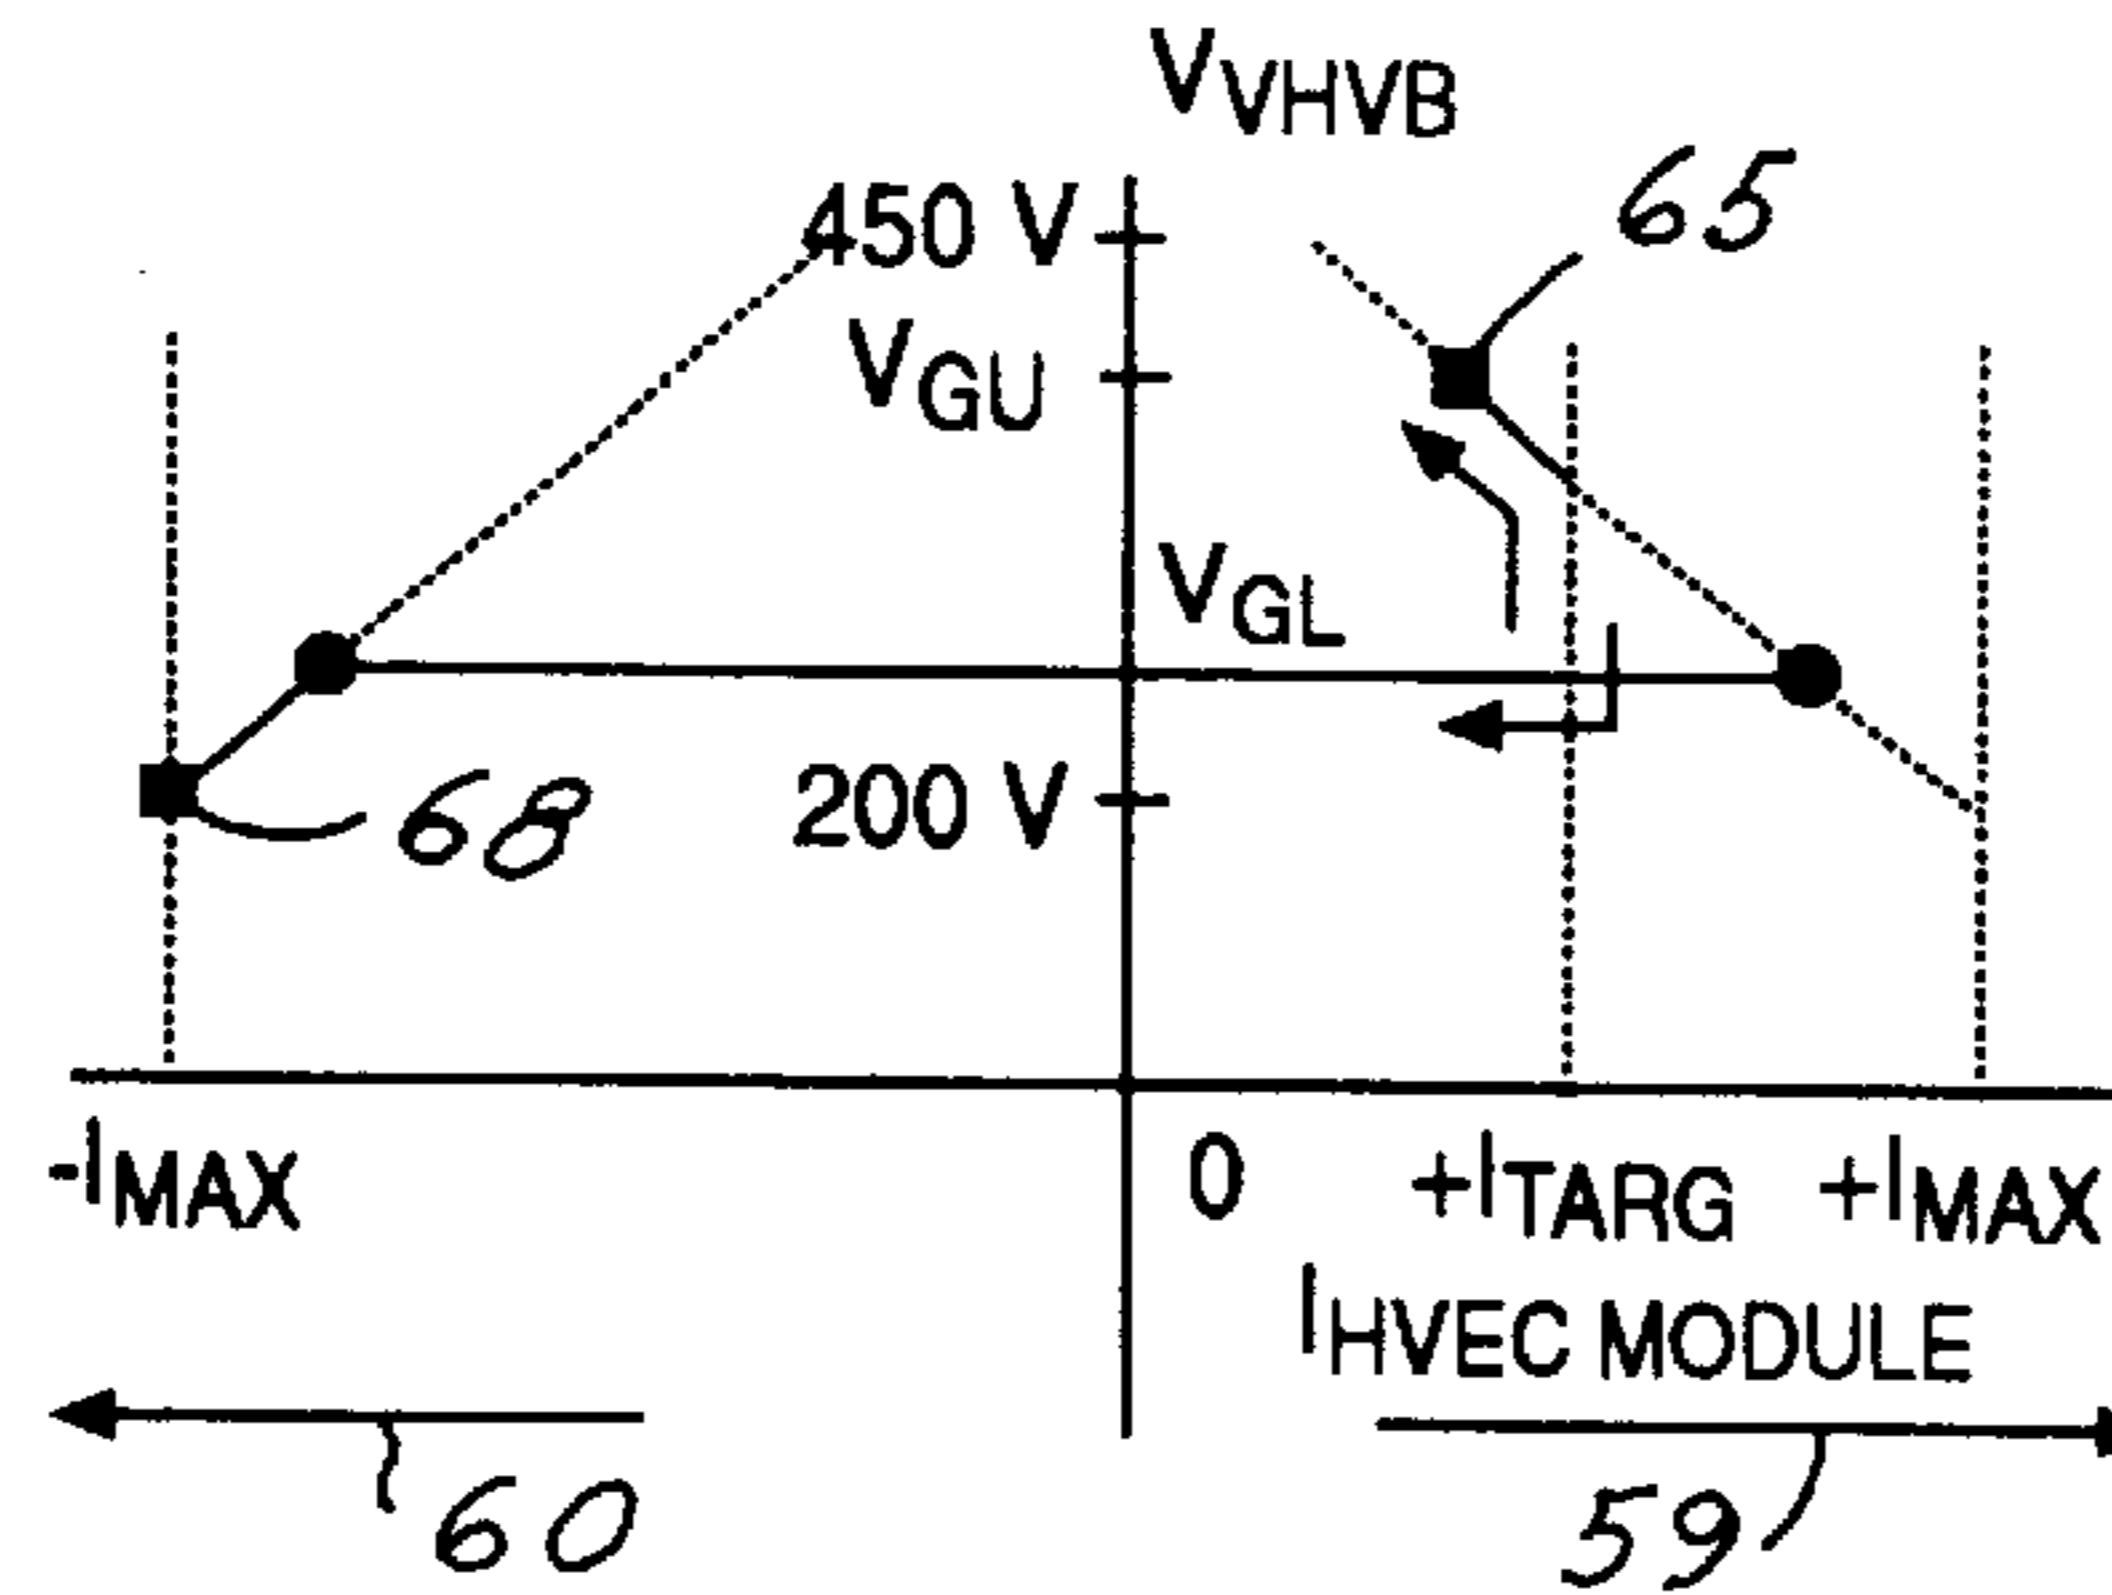 VVHVB
65
450 V
VGU
VGL
200 V
68
-IMAX
0
+ITARG
+IMAX
IHVEC MODULE
60
59